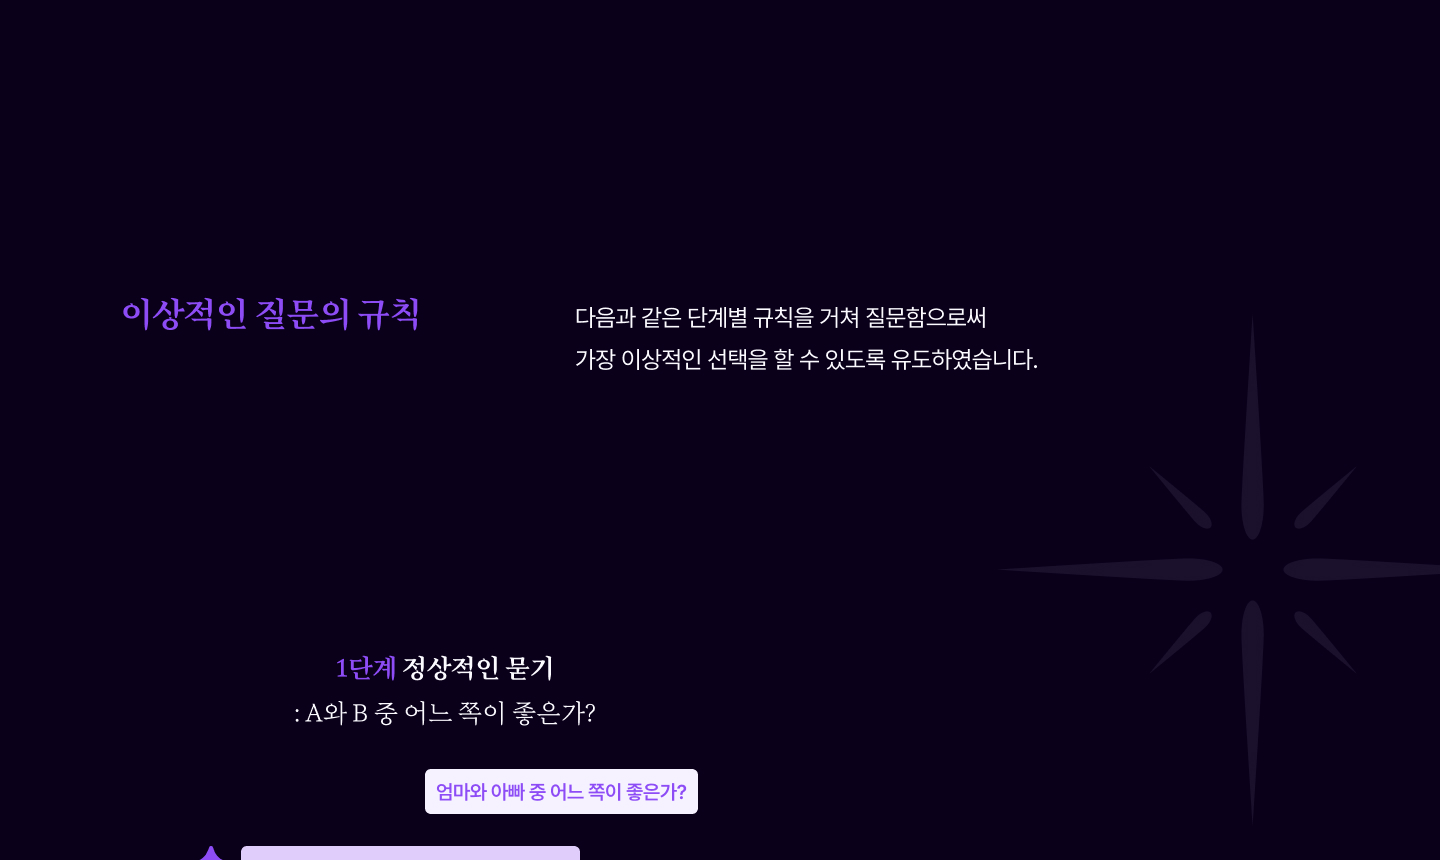 이상적인 질문의 규칙
다음과 같은 단계별 규칙을 거쳐 질문함으로써
가장 이상적인 선택을 할 수 있도록 유도하였습니다.
1단계 정상적인 묻기
: A와 B 중 어느 쪽이 좋은가?
엄마와 아빠 중 어느 쪽이 좋은가?